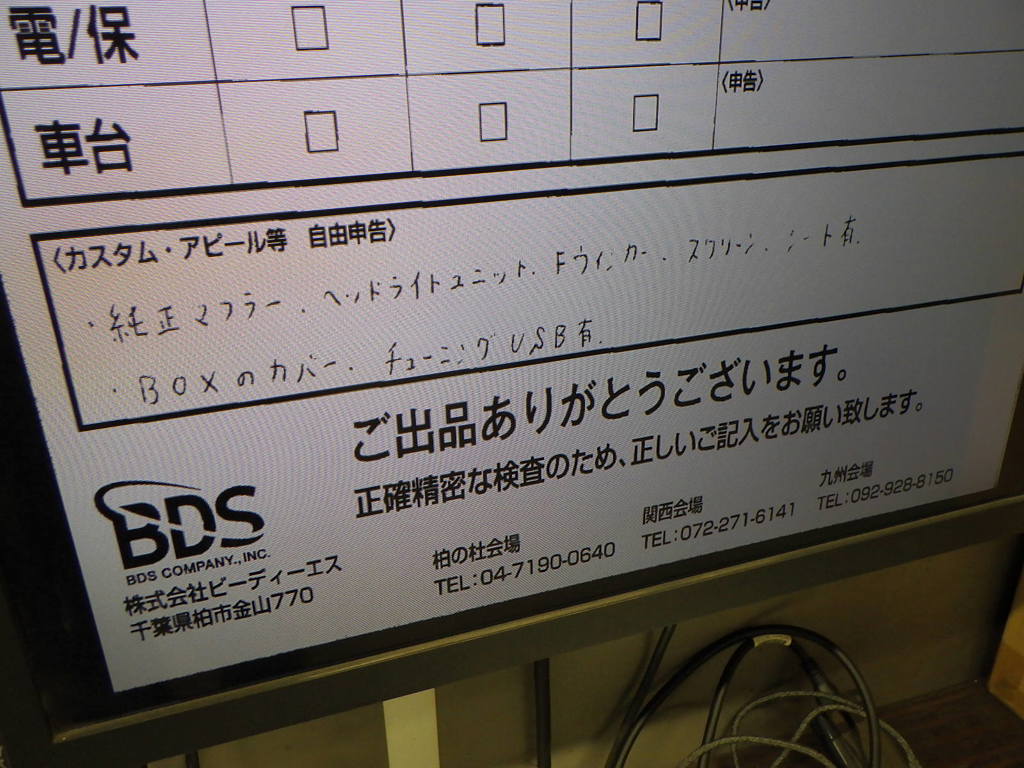 〈申告〉
電/保 □ □ □
〈申告〉
車台 □ □ □
〈カスタム・アピール等 自由申告〉
・純正マフラー、ヘッドライトユニット、Fウィンカー、スクリーン、シート有、
・BOXのカバー、チューニングUSB有、
ご出品ありがとうございます。
正確精密な検査のため、正しいご記入をお願い致します。
BDS
BDS COMPANY., INC.
株式会社ビーディーエス
千葉県柏市金山770
柏の杜会場
TEL:04-7190-0640
関西会場
TEL:072-271-6141
九州会場
TEL:092-928-8150